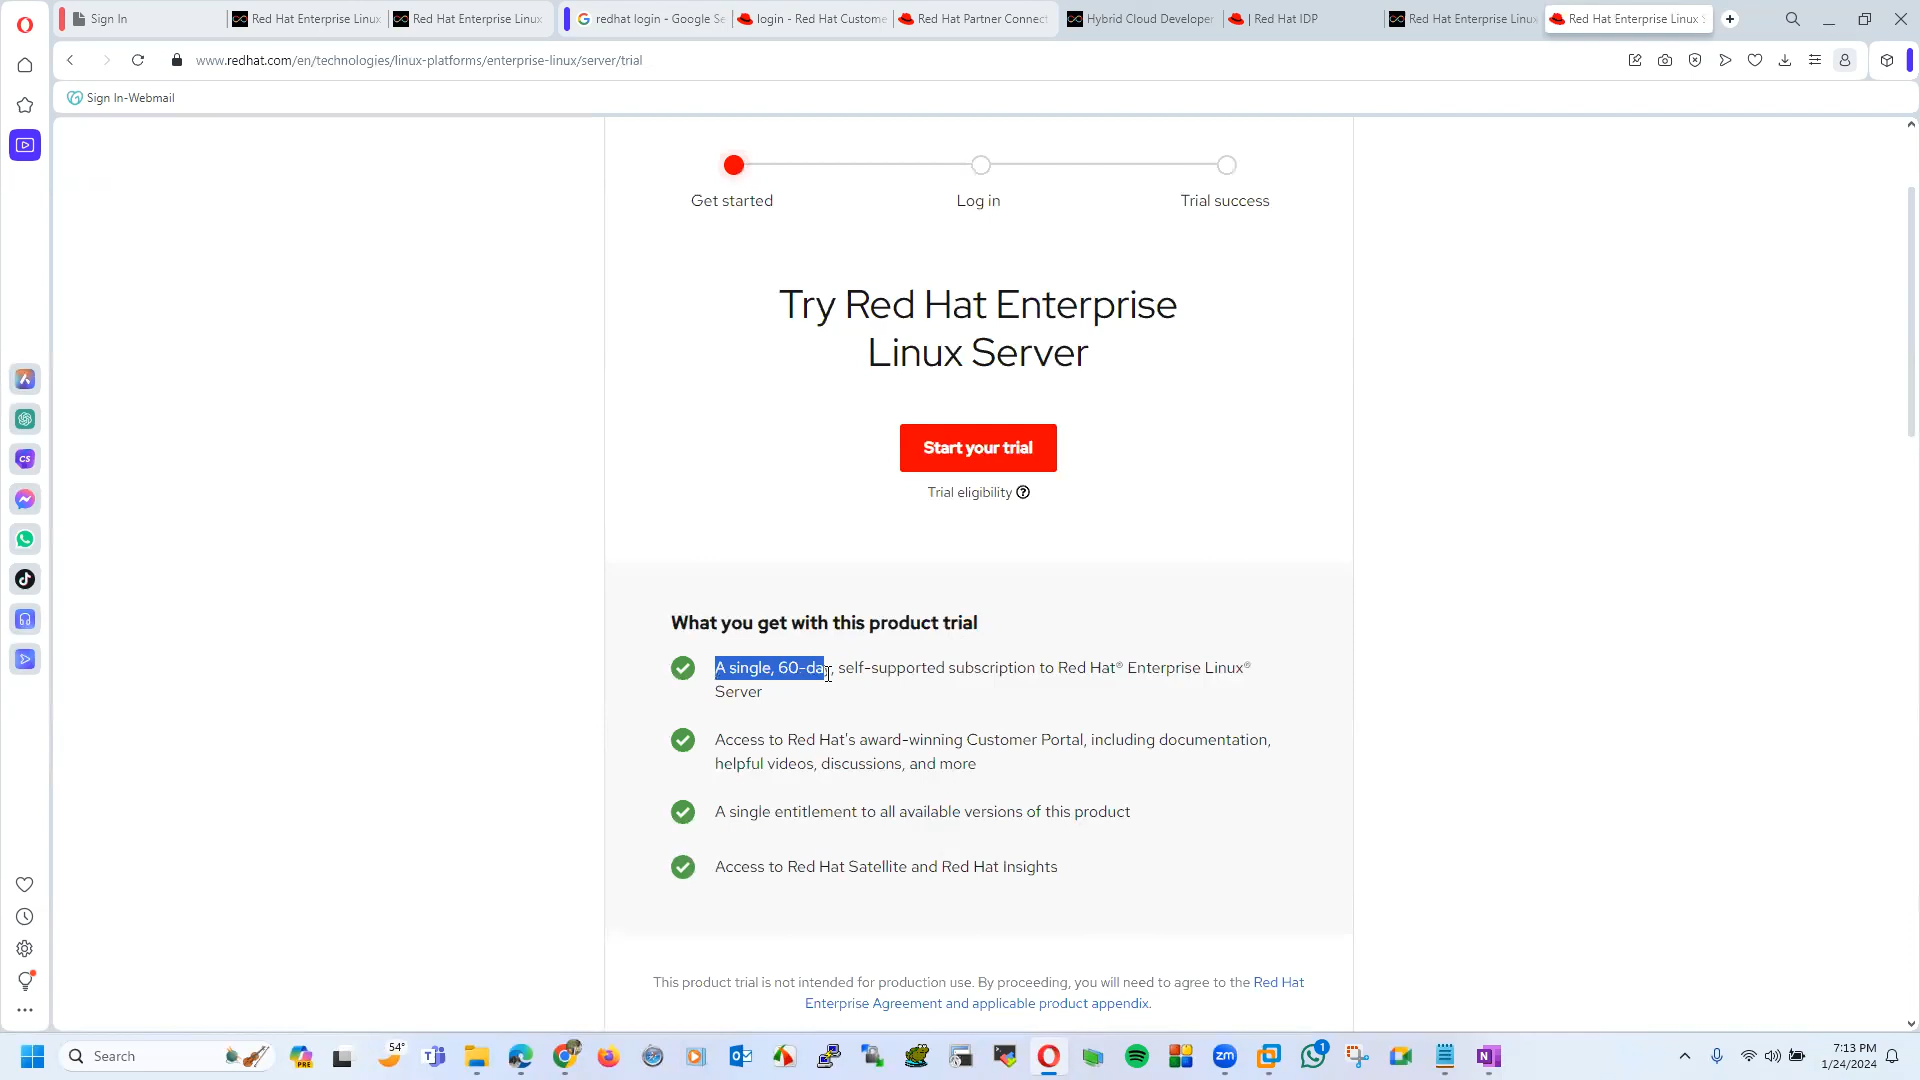 Sign In
Red Hat Enterprise Linux
Red Hat Enterprise Linux
redhat login - Google Se
login - Red Hat Custome
Red Hat Partner Connect
Hybrid Cloud Developer
| Red Hat IDP
Red Hat Enterprise Linux
Red Hat Enterprise Linux S
www.redhat.com/en/technologies/linux-platforms/enterprise-linux/server/trial
Sign In-Webmail
Get started
Log in
Trial success
Try Red Hat Enterprise
Linux Server
Start your trial
Trial eligibility ?
What you get with this product trial
A single, 60-day, self-supported subscription to Red Hat® Enterprise Linux®
Server
Access to Red Hat's award-winning Customer Portal, including documentation,
helpful videos, discussions, and more
A single entitlement to all available versions of this product
Access to Red Hat Satellite and Red Hat Insights
This product trial is not intended for production use. By proceeding, you will need to agree to the Red Hat
Enterprise Agreement and applicable product appendix.
CS
Search
PRE
54°
zm
1
N
7:13 PM
1/24/2024